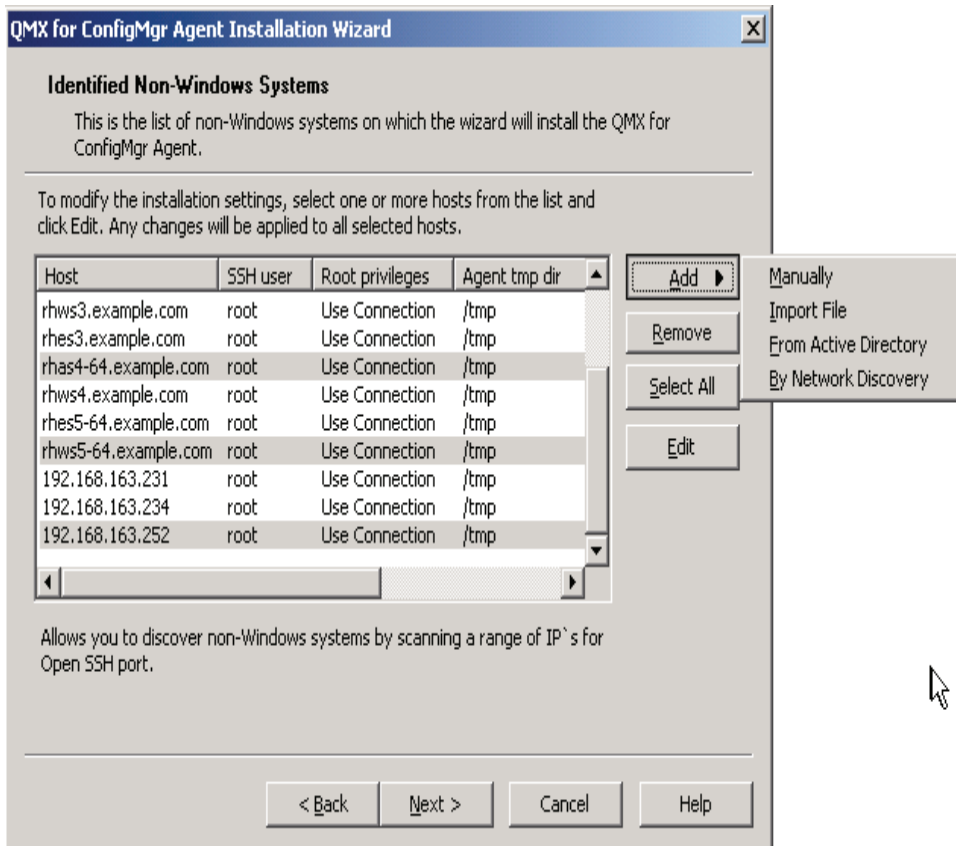 QMX for ConfigMgr Agent Installation Wizard
Identified Non-Windows Systems
This is the list of non-Windows systems on which the wizard will install the QMX for
ConfigMgr Agent.
To modify the installation settings, select one or more hosts from the list and
click Edit. Any changes will be applied to all selected hosts.
Host SSH user Root privileges Agent tmp dir
rhws3.example.com root Use Connection /tmp
rhes3.example.com root Use Connection /tmp
rhas4-64.example.com root Use Connection /tmp
rhws4.example.com root Use Connection /tmp
rhes5-64.example.com root Use Connection /tmp
rhws5-64.example.com root Use Connection /tmp
192.168.163.231 root Use Connection /tmp
192.168.163.234 root Use Connection /tmp
192.168.163.252 root Use Connection /tmp
Add
Remove
Select All
Edit
Manually
Import File
From Active Directory
By Network Discovery
Allows you to discover non-Windows systems by scanning a range of IP`s for
Open SSH port.
< Back Next > Cancel Help